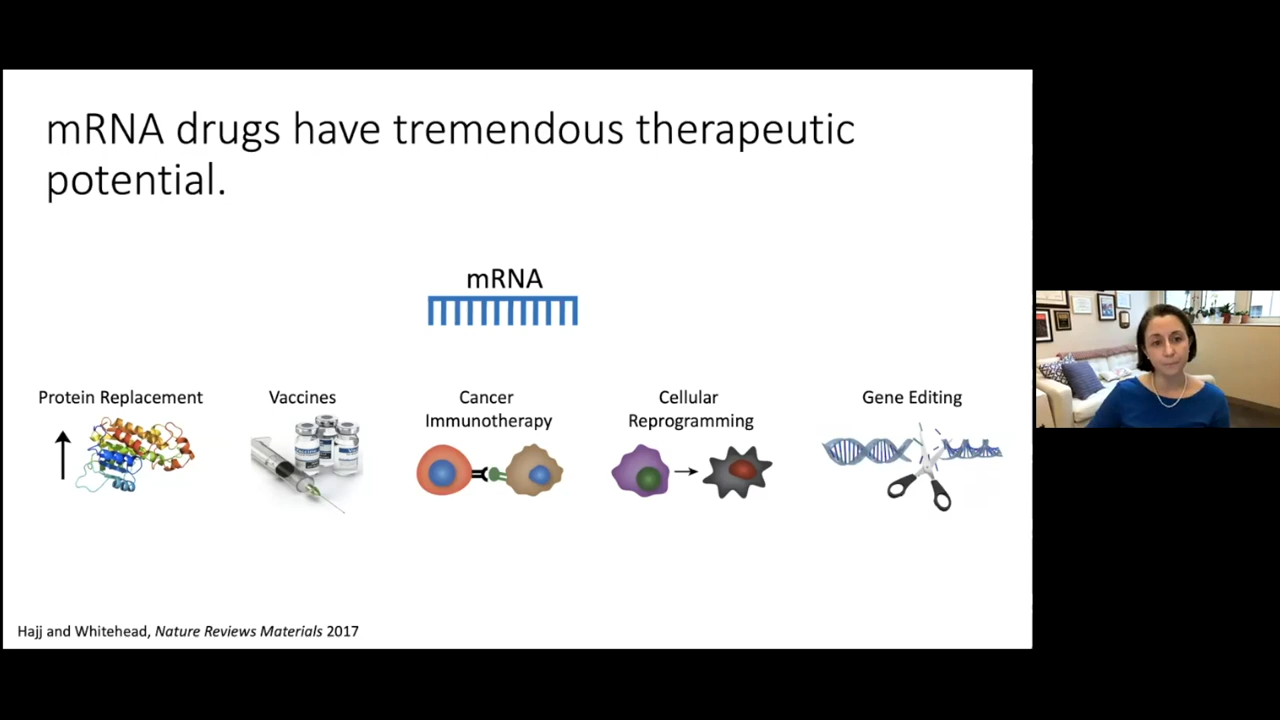 mRNA drugs have tremendous therapeutic
potential.
mRNA
Protein Replacement
Vaccines
Cancer
Immunotherapy
Cellular
Reprogramming
Gene Editing
Hajj and Whitehead, Nature Reviews Materials 2017